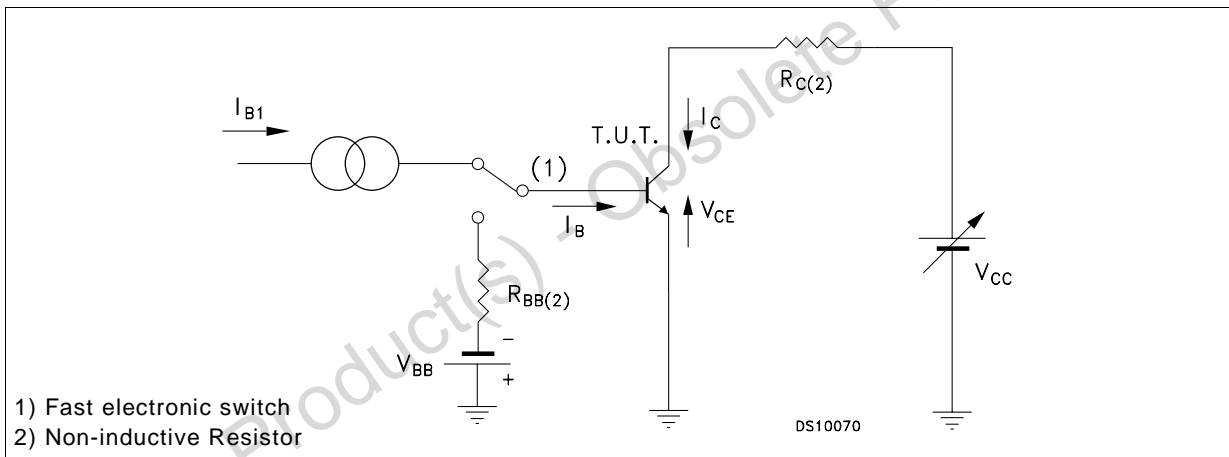 Product(s) - Obsolete P
I_B1
R_C(2)
T.U.T.
I_C
(1)
I_B
V_CE
R_BB(2)
V_CC
V_BB
-
+
1) Fast electronic switch
2) Non-inductive Resistor
DS10070